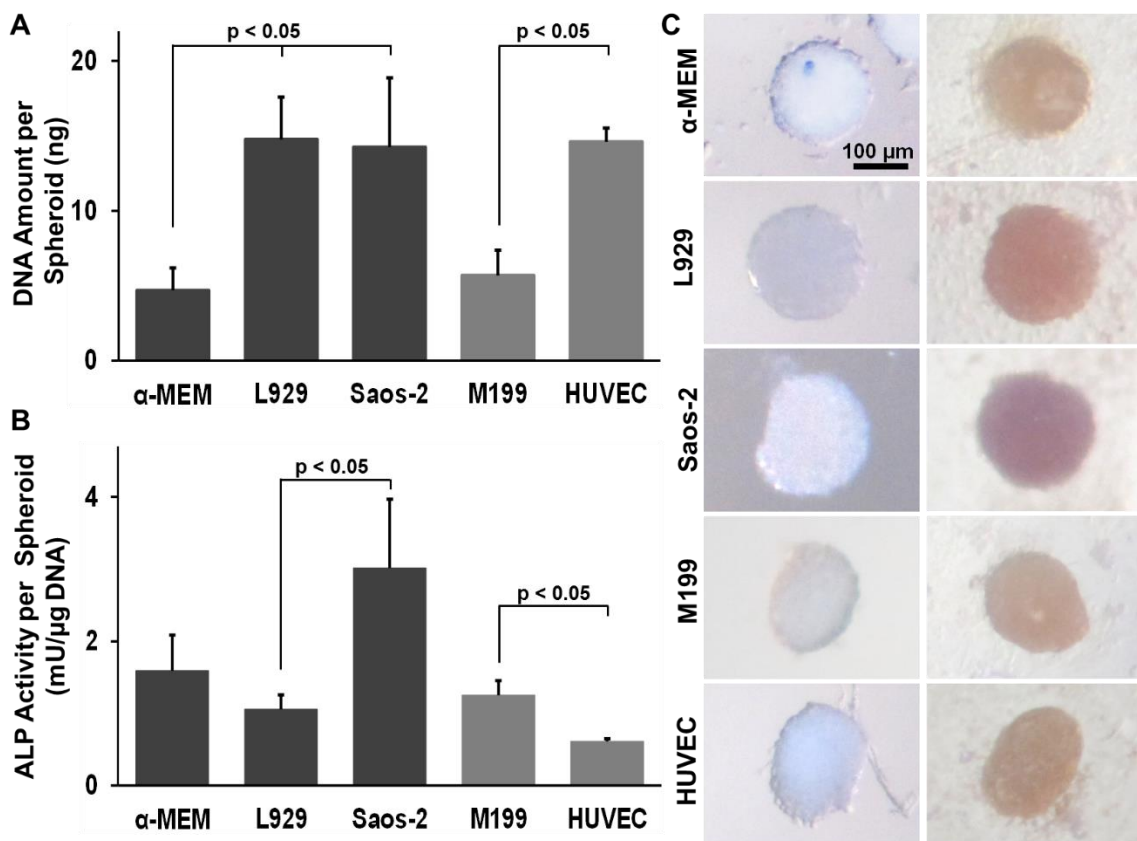 A
DNA Amount per
Spheroid (ng)
20
10
0
p < 0.05
p < 0.05
α-MEM L929 Saos-2 M199 HUVEC
B
ALP Activity per Spheroid
(mU/µg DNA)
4
2
0
p < 0.05
p < 0.05
α-MEM L929 Saos-2 M199 HUVEC
C
α-MEM
100 µm
L929
Saos-2
M199
HUVEC